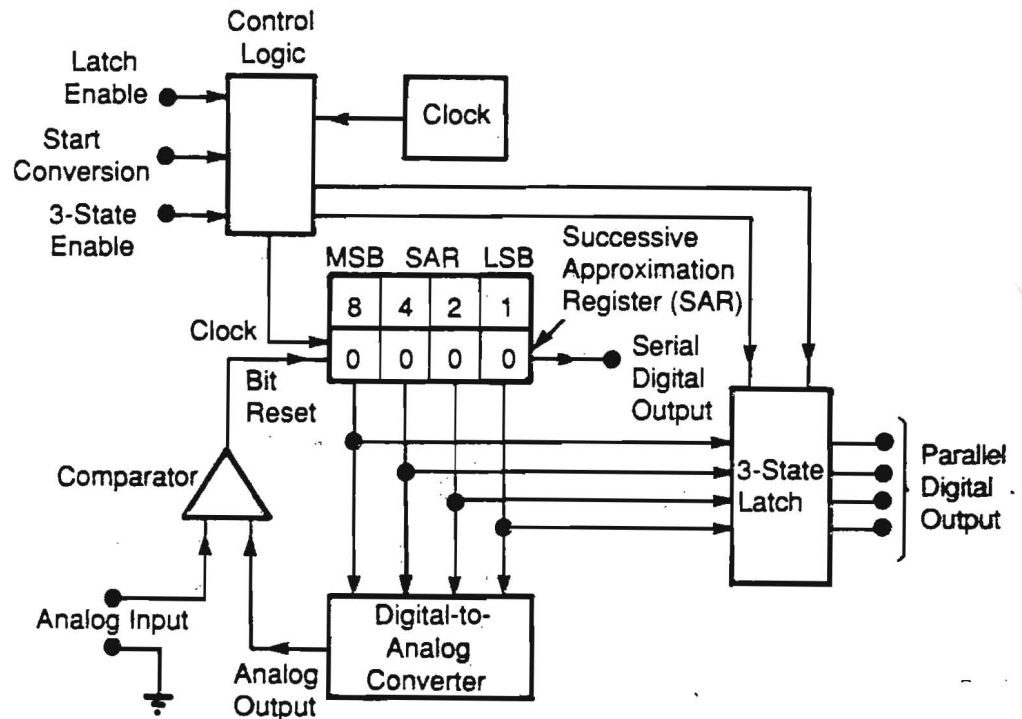 Control
Logic
Latch
Enable
Clock
Start
Conversion
3-State
Enable
Successive
Approximation
Register (SAR)
MSB SAR LSB
8 4 2 1
Clock
0 0 0 0
Serial
Digital
Output
Bit
Reset
Comparator
3-State
Latch
Parallel
Digital
Output
Analog Input
Digital-to-
Analog
Converter
Analog
Output